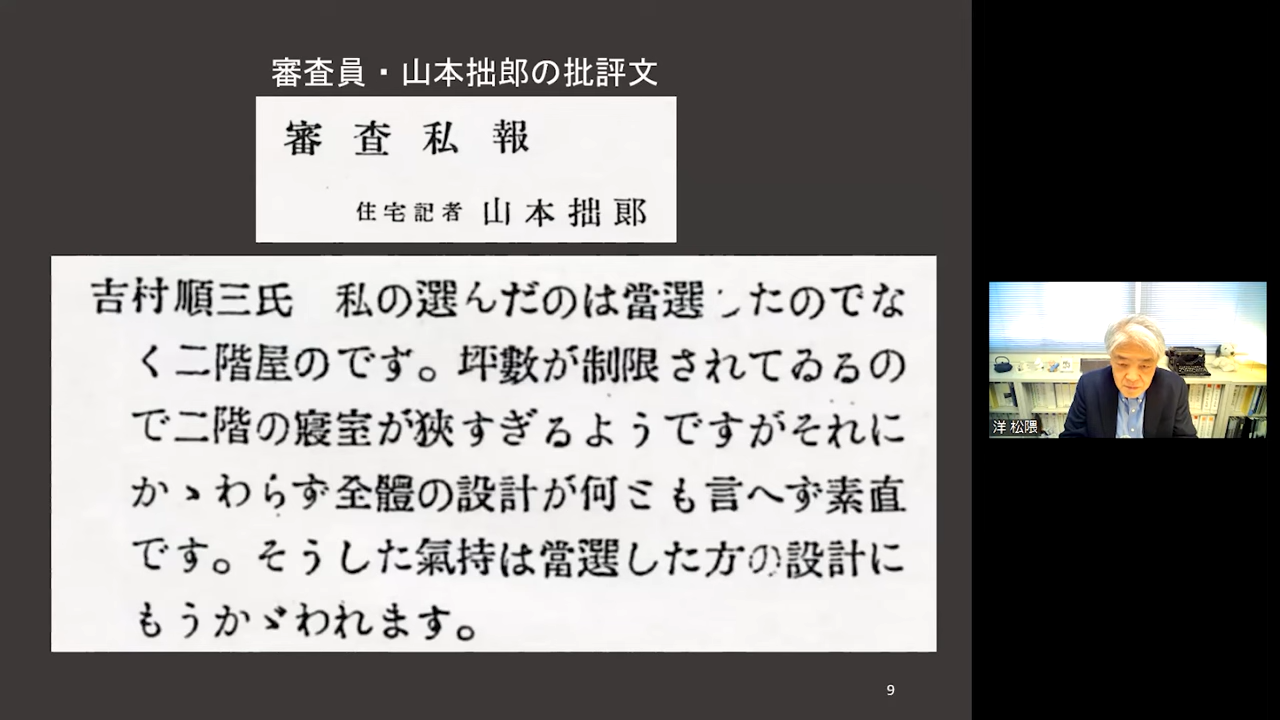 審査員・山本拙郎の批評文
審査私報
住宅記者 山本拙郎
吉村順三氏 私の選んだのは當選したのでな
く二階屋のです。坪數が制限されてゐるの
で二階の寢室が狹すぎるようですがそれに
かゝわらず全體の設計が何とも言へず素直
です。そうした氣持は當選した方の設計に
もうかゞわれます。
洋 松隈
9